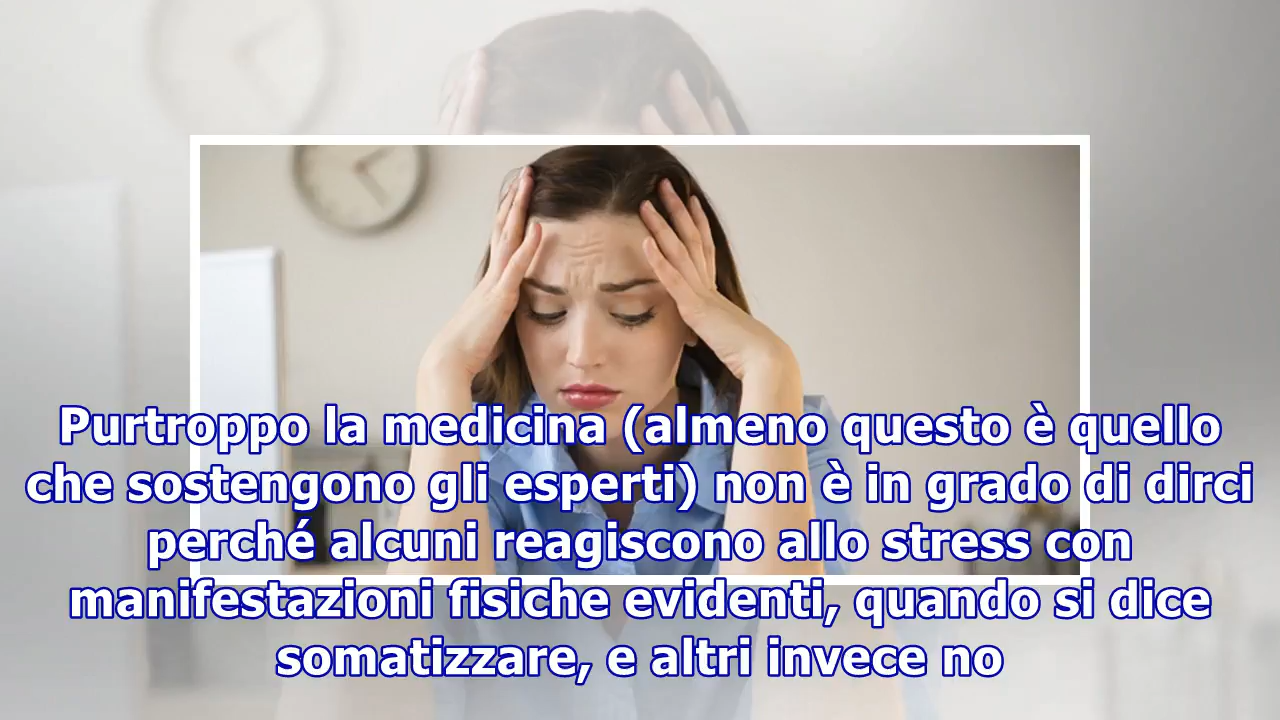 Purtroppo la medicina (almeno questo è quello
che sostengono gli esperti) non è in grado di dirci
perché alcuni reagiscono allo stress con
manifestazioni fisiche evidenti, quando si dice
somatizzare, e altri invece no